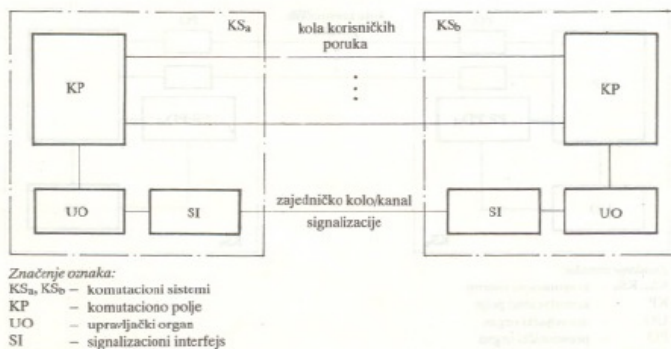 KSa
kola korisničkih
poruka
KSb
KP
KP
UO
SI
zajedničko kolo/kanal
signalizacije
SI
UO
Značenje oznaka:
KSa, KSb – komutacioni sistemi
KP – komutaciono polje
UO – upravljački organ
SI – signalizacioni interfejs